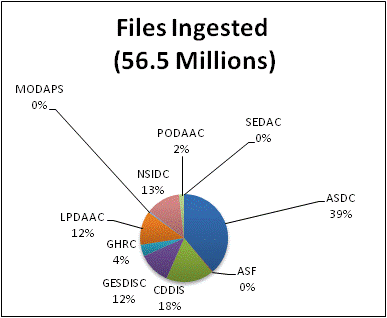 Files Ingested
(56.5 Millions)
MODAPS
0%
SEDAC
0%
PODAAC
2%
NSIDC
13%
ASDC
39%
LPDAAC
12%
GHRC
4%
ASF
0%
GESDISC
12%
CDDIS
18%